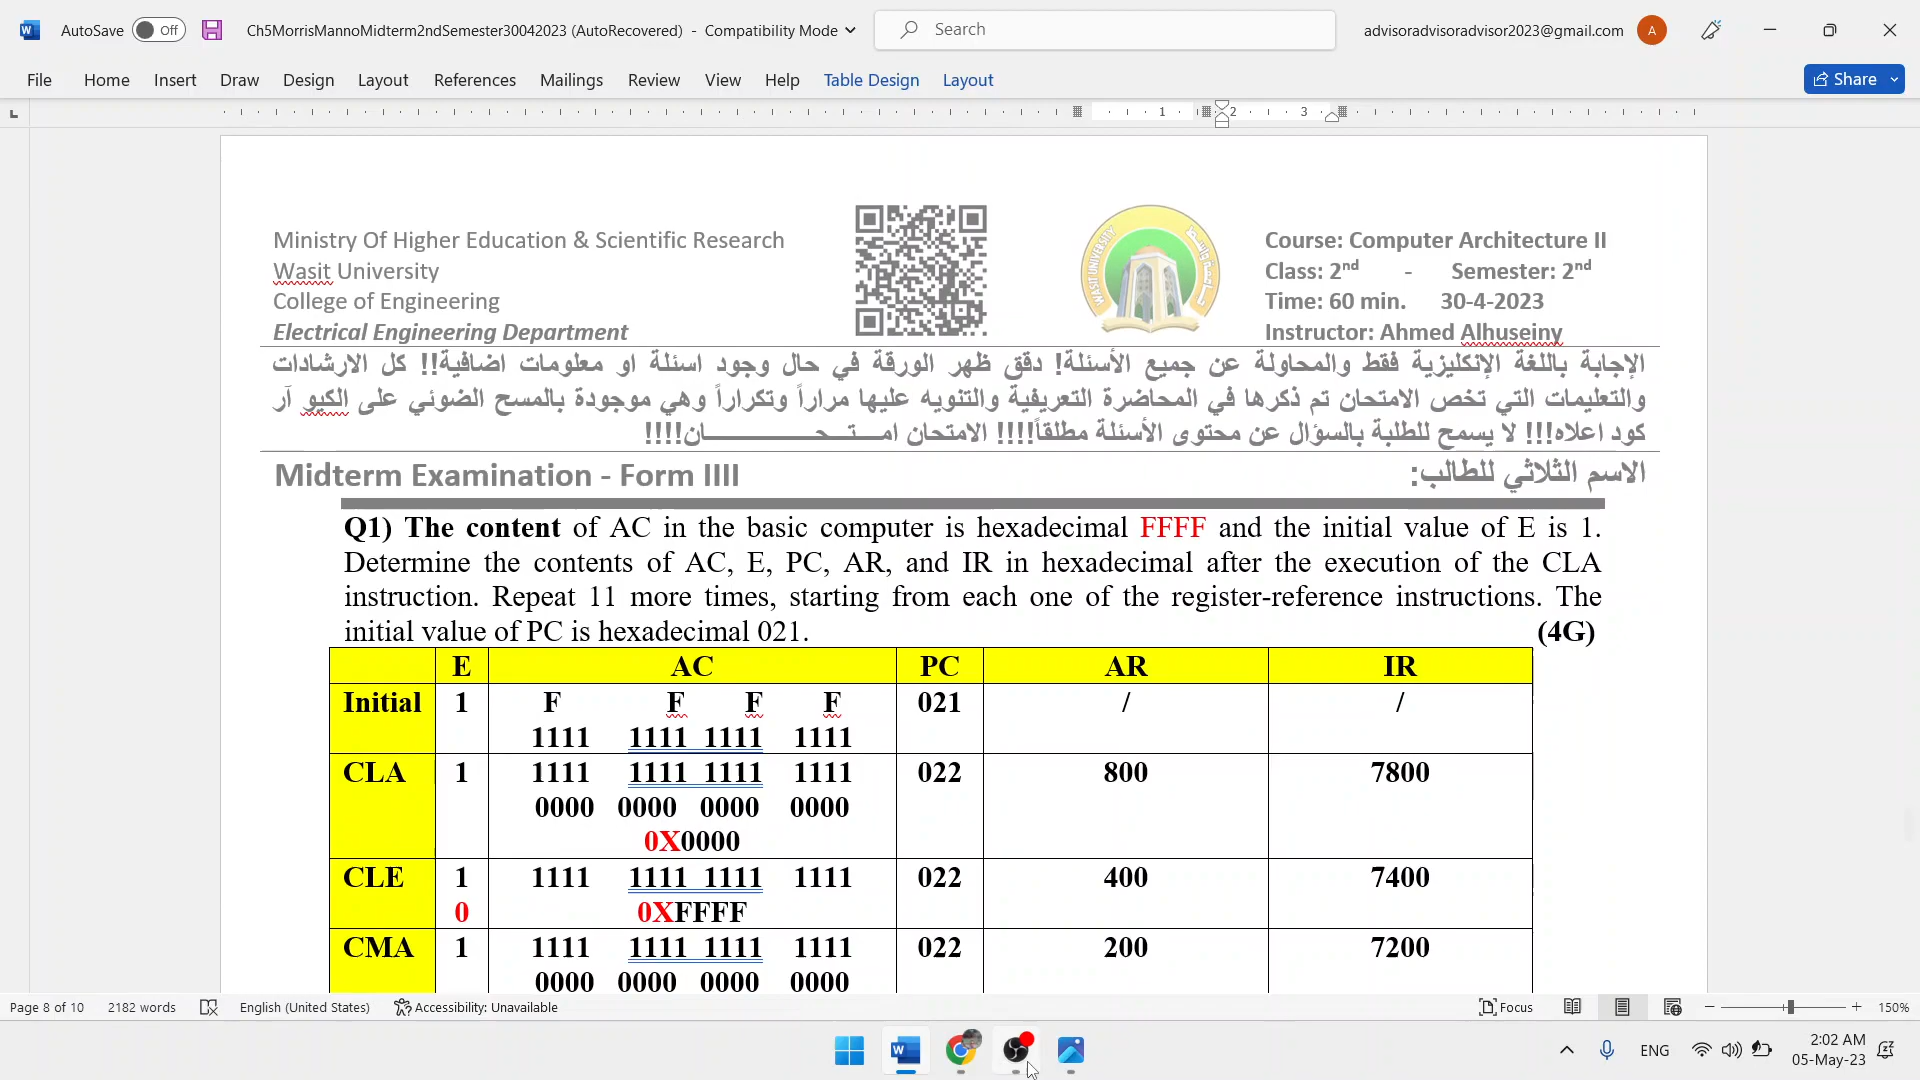 AutoSave Off Ch5MorrisMannoMidterm2ndSemester30042023 (AutoRecovered) - Compatibility Mode Search advisoradvisoradvisor2023@gmail.com A
File Home Insert Draw Design Layout References Mailings Review View Help Table Design Layout Share
1 2 3
Ministry Of Higher Education & Scientific Research
Wasit University
College of Engineering
Electrical Engineering Department
WASIT UNIVERSITY
Course: Computer Architecture II
Class: 2nd - Semester: 2nd
Time: 60 min. 30-4-2023
Instructor: Ahmed Alhuseiny
الإجابة باللغة الإنكليزية فقط والمحاولة عن جميع الأسئلة! دقق ظهر الورقة في حال وجود اسئلة او معلومات اضافية!! كل الارشادات
والتعليمات التي تخص الامتحان تم ذكرها في المحاضرة التعريفية والتنويه عليها مراراً وتكراراً وهي موجودة بالمسح الضوئي على الكيو آر
كود اعلاه!!! لا يسمح للطلبة بالسؤال عن محتوى الأسئلة مطلقاً!!!! الامتحان امـــتـــحــــــــــــــان!!!!
Midterm Examination - Form IIII الاسم الثلاثي للطالب:
Q1) The content of AC in the basic computer is hexadecimal FFFF and the initial value of E is 1.
Determine the contents of AC, E, PC, AR, and IR in hexadecimal after the execution of the CLA
instruction. Repeat 11 more times, starting from each one of the register-reference instructions. The
initial value of PC is hexadecimal 021. (4G)
E AC PC AR IR
Initial 1 F F F F 021 / /
1111 1111 1111 1111
CLA 1 1111 1111 1111 1111 022 800 7800
0000 0000 0000 0000
0X0000
CLE 1 1111 1111 1111 1111 022 400 7400
0 0XFFFF
CMA 1 1111 1111 1111 1111 022 200 7200
0000 0000 0000 0000
Page 8 of 10 2182 words English (United States) Accessibility: Unavailable Focus 150%
ENG 2:02 AM
05-May-23